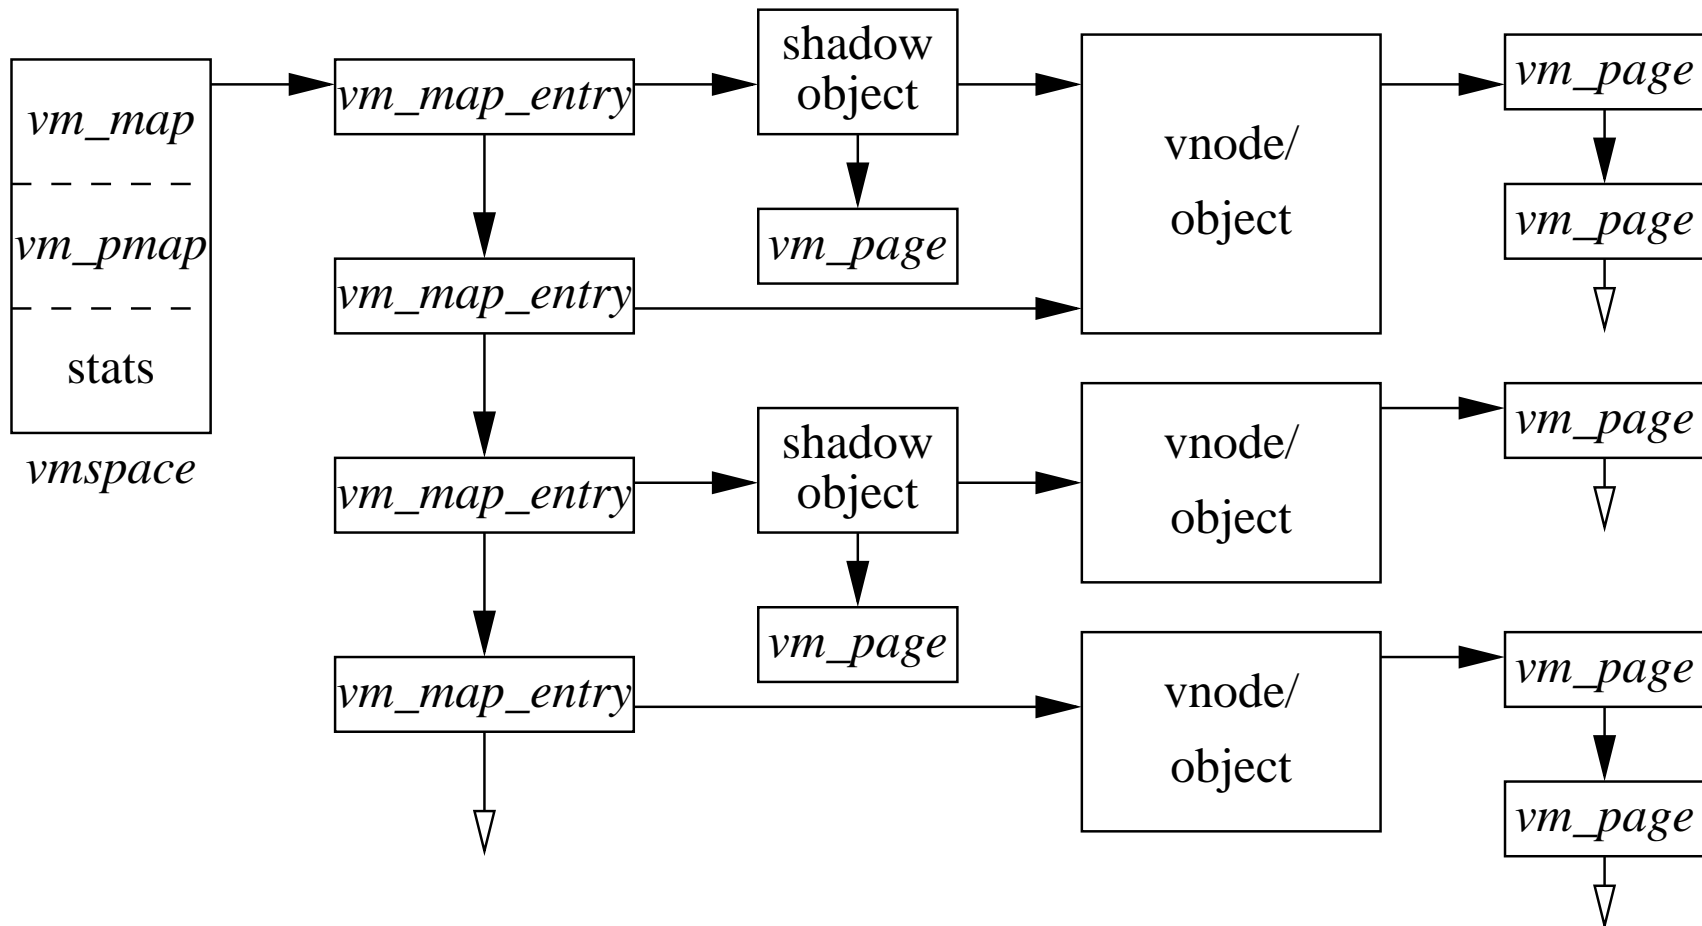 shadow
object
vm_map
vm_map_entry
vnode/
object
vm_page
vm_page
vm_page
vm_pmap
vm_map_entry
stats
vmspace
vm_map_entry
shadow
object
vnode/
object
vm_page
vm_page
vm_map_entry
vnode/
object
vm_page
vm_page